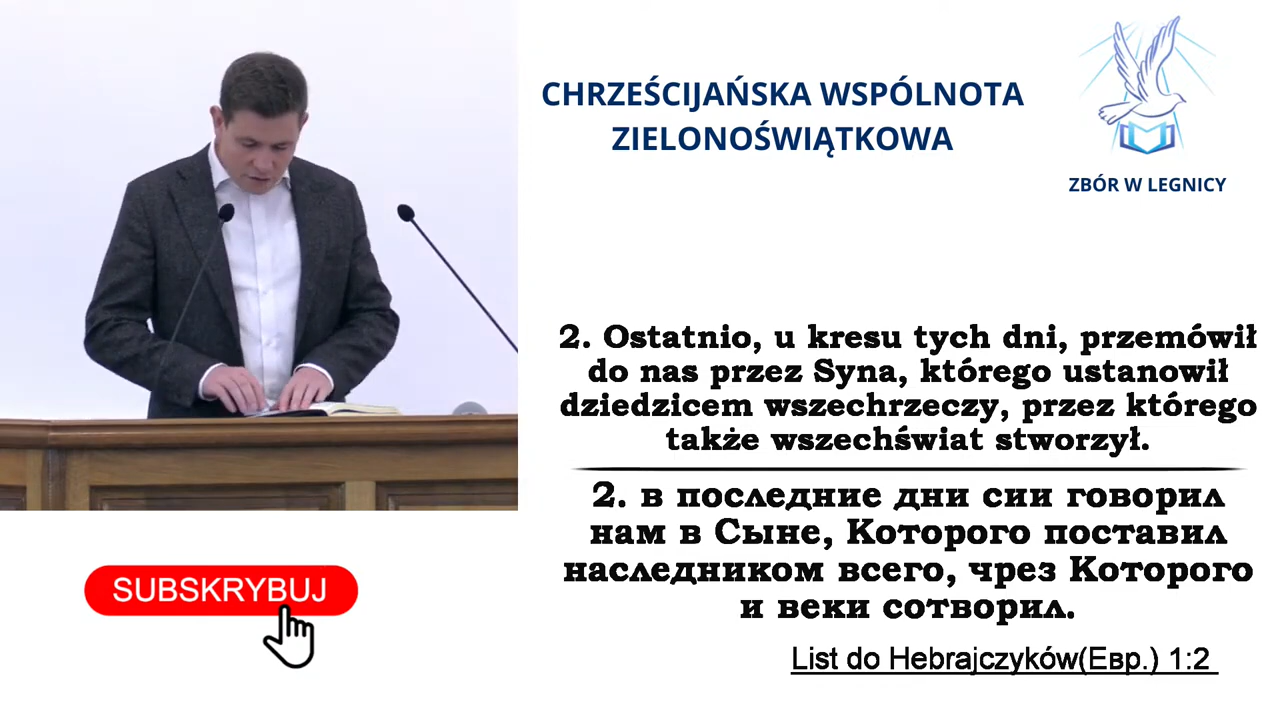 CHRZEŚCIJAŃSKA WSPÓLNOTA
ZIELONOŚWIĄTKOWA
ZBÓR W LEGNICY
2. Ostatnio, u kresu tych dni, przemówił
do nas przez Syna, którego ustanowił
dziedzicem wszechrzeczy, przez którego
także wszechświat stworzył.
2. в последние дни сии говорил
нам в Сыне, Которого поставил
наследником всего, чрез Которого
и веки сотворил.
List do Hebrajczyków(Евр.) 1:2
SUBSKRYBUJ